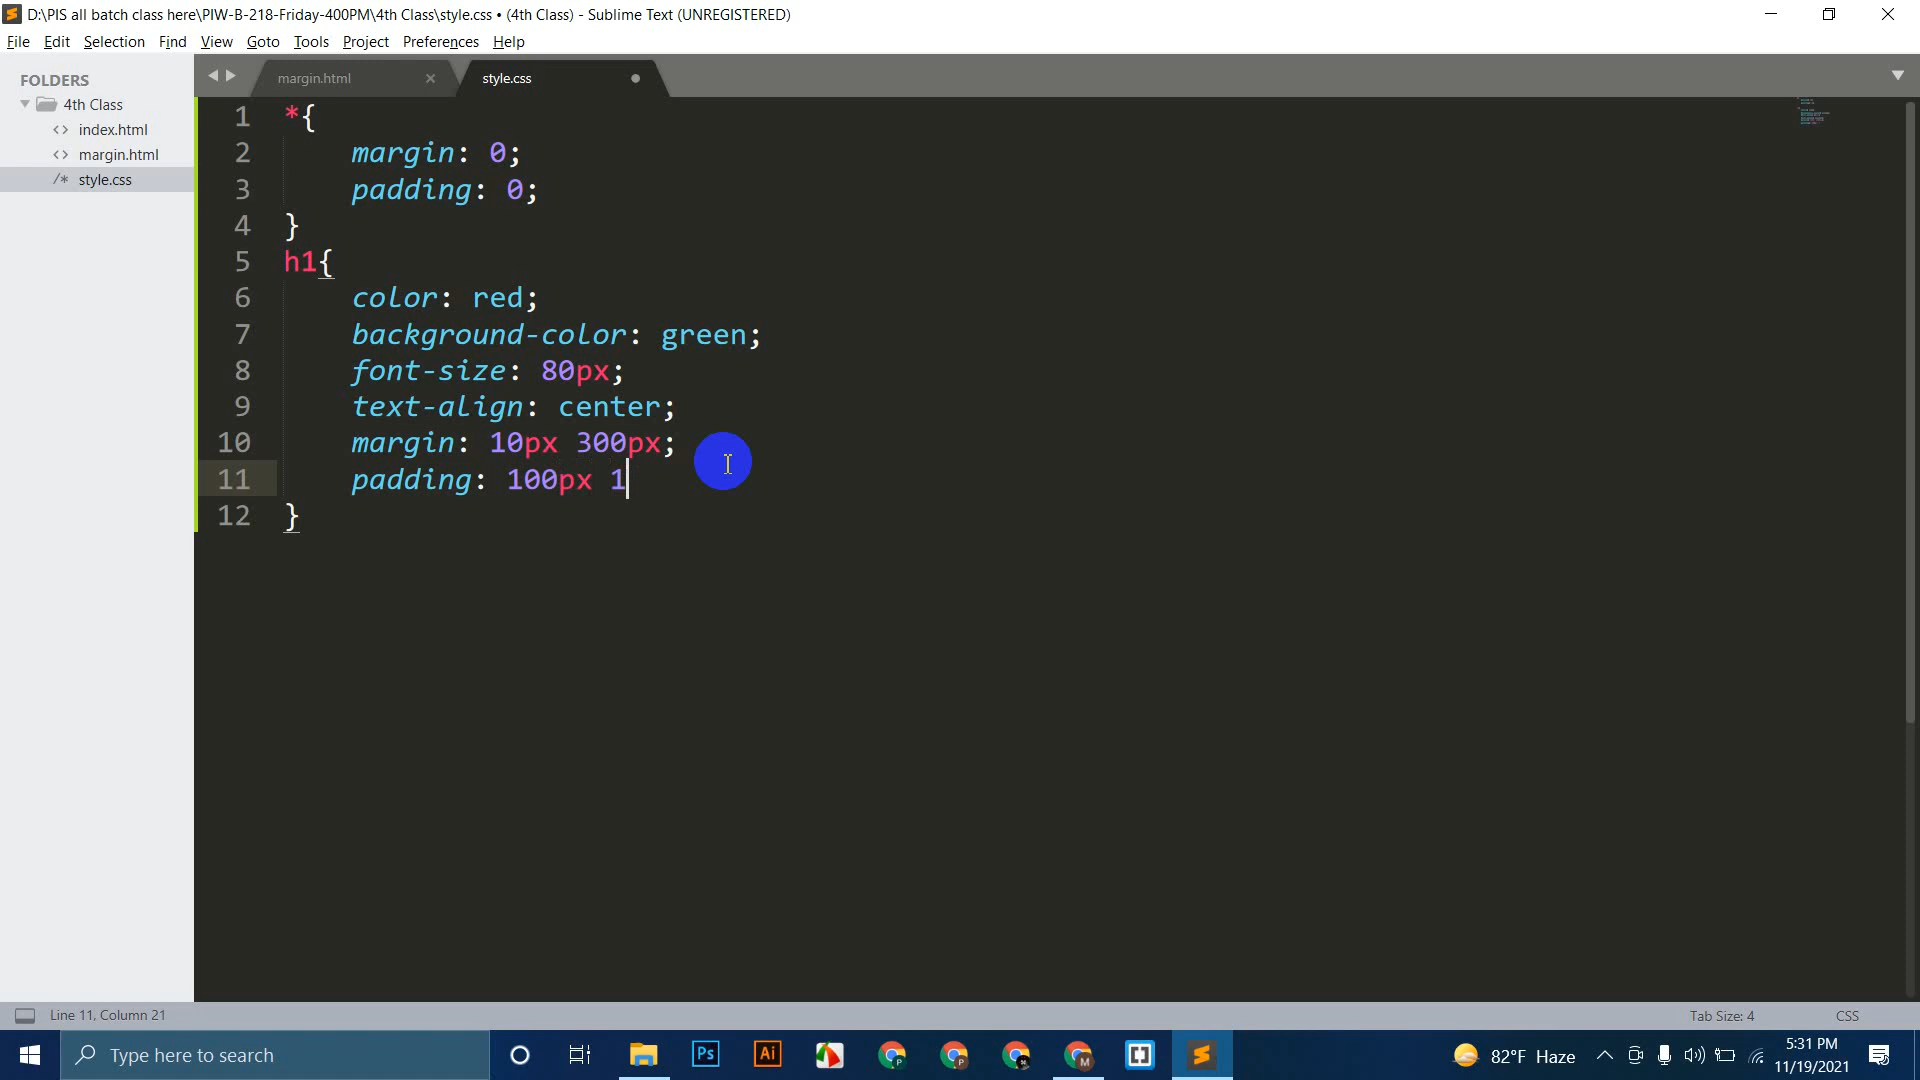 D:\PIS all batch class here\PIW-B-218-Friday-400PM\4th Class\style.css • (4th Class) - Sublime Text (UNREGISTERED)
File Edit Selection Find View Goto Tools Project Preferences Help
FOLDERS
4th Class
<> index.html
<> margin.html
/* style.css
margin.html
style.css
1 *{
2 margin: 0;
3 padding: 0;
4 }
5 h1{
6 color: red;
7 background-color: green;
8 font-size: 80px;
9 text-align: center;
10 margin: 10px 300px;
11 padding: 100px 1
12 }
Line 11, Column 21
Tab Size: 4
CSS
Type here to search
Ps
Ai
P
P
M
82°F Haze
5:31 PM
11/19/2021